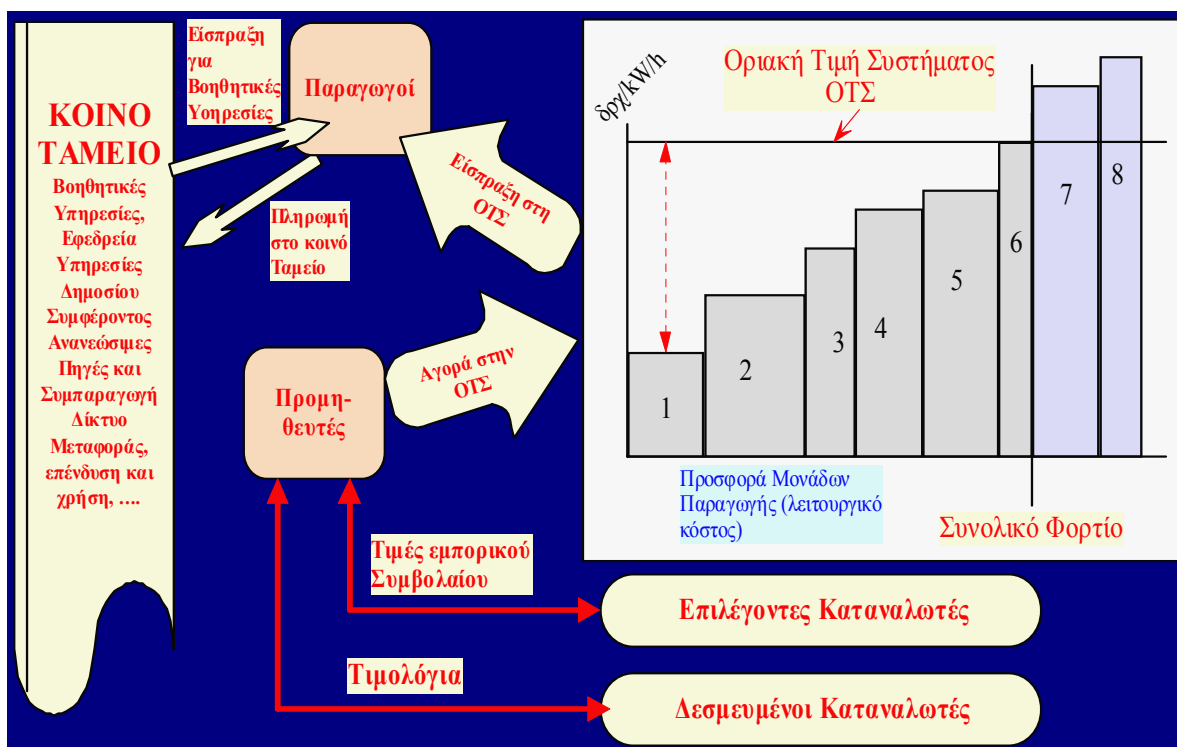 ΚΟΙΝΟ
ΤΑΜΕΙΟ
Βοηθητικές
Υπηρεσίες,
Εφεδρεία
Υπηρεσίες
Δημοσίου
Συμφέροντος
Ανανεώσιμες
Πηγές και
Συμπαραγωγή
Δίκτυο
Μεταφοράς,
επένδυση και
χρήση, ....
Είσπραξη
για
Βοηθητικές
Υοηρεσίες
Παραγωγοί
Πληρωμή
στο κοινό
Ταμείο
Είσπραξη στη
ΟΤΣ
Προμη-
θευτές
Αγορά στην
ΟΤΣ
δρχ/kW/h
Οριακή Τιμή Συστήματος
ΟΤΣ
1
2
3
4
5
6
7
8
Προσφορά Μονάδων
Παραγωγής (λειτουργικό
κόστος)
Συνολικό Φορτίο
Τιμές εμπορικού
Συμβολαίου
Επιλέγοντες Καταναλωτές
Τιμολόγια
Δεσμευμένοι Καταναλωτές